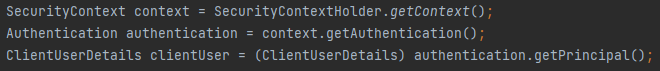 SecurityContext context = SecurityContextHolder.getContext();
Authentication authentication = context.getAuthentication();
ClientUserDetails clientUser = (ClientUserDetails) authentication.getPrincipal();